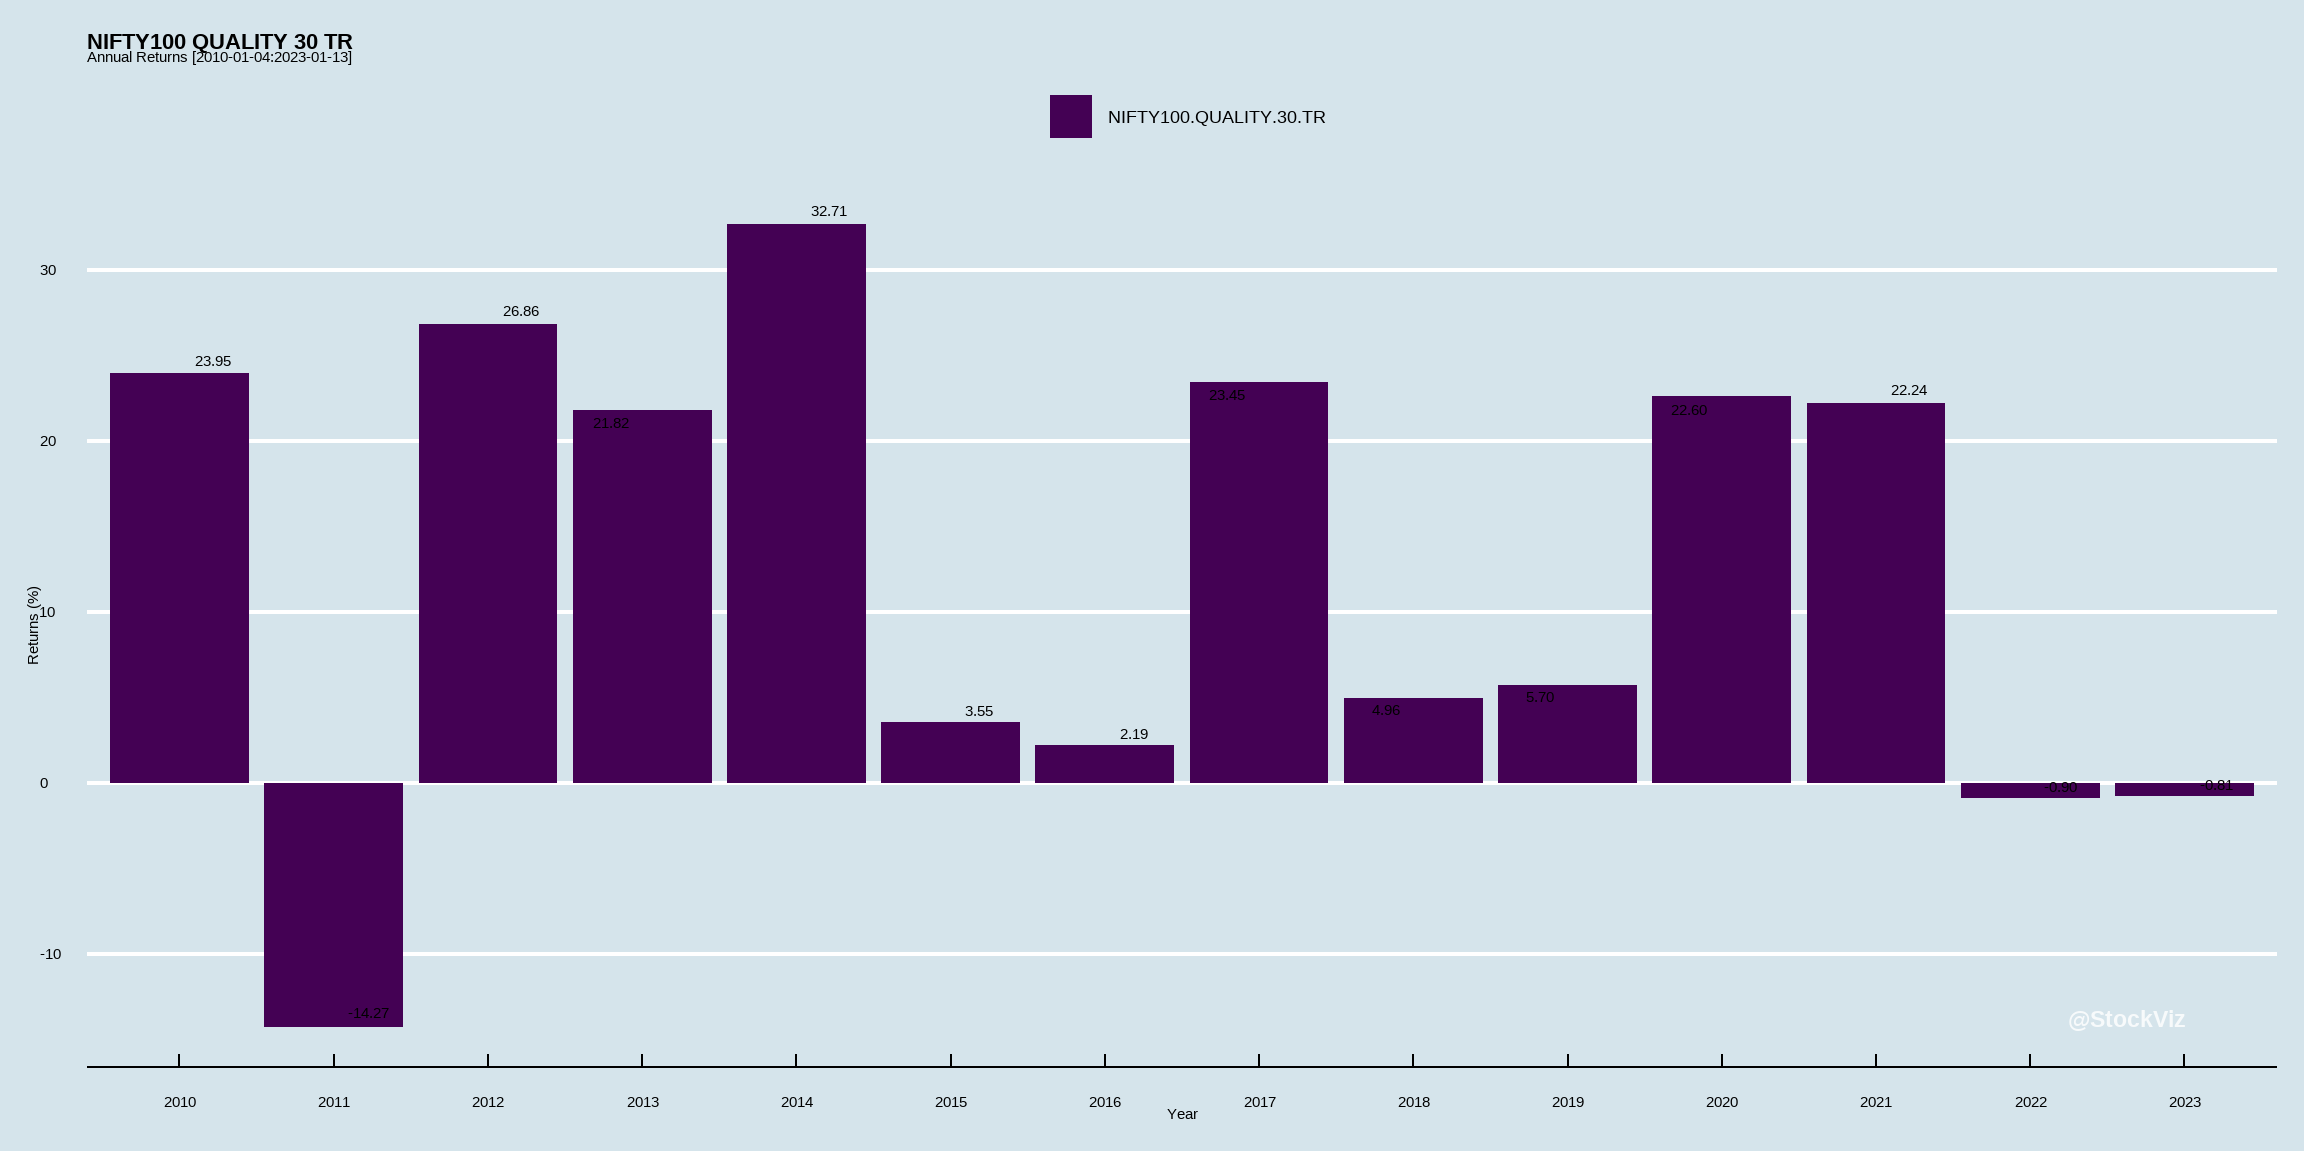 NIFTY100 QUALITY 30 TR
Annual Returns [2010-01-04:2023-01-13]
NIFTY100.QUALITY.30.TR
32.71
30
26.86
23.95
22.24
23.45
22.60
21.82
20
10
Returns (%)
5.70
4.96
3.55
2.19
0
-0.90
-0.81
-10
-14.27
@StockViz
2010 2011 2012 2013 2014 2015 2016 2017 2018 2019 2020 2021 2022 2023
Year